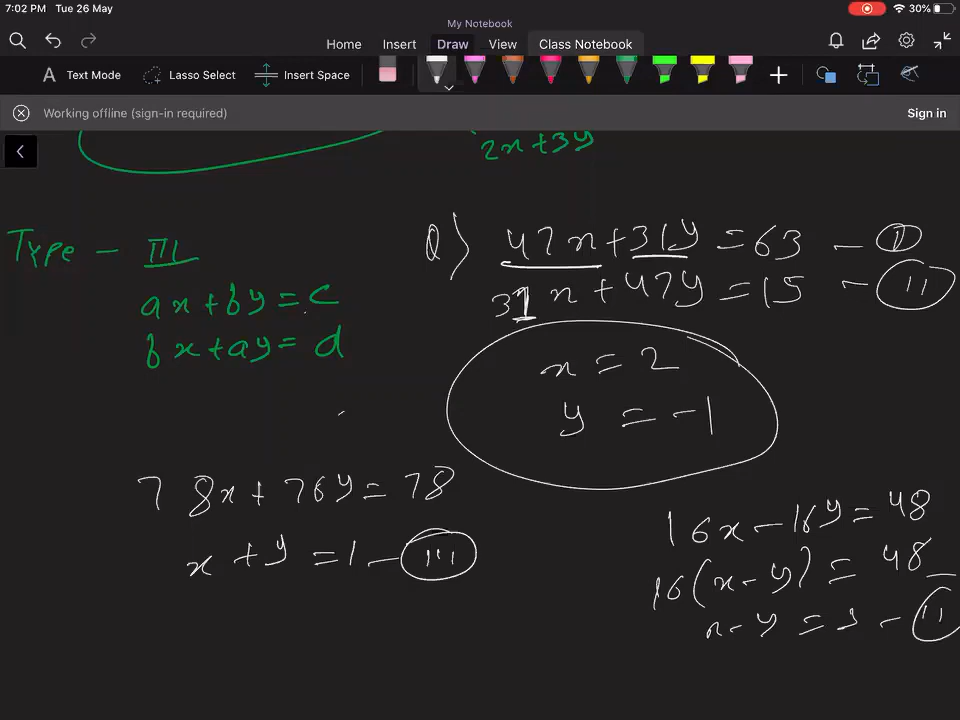 7:02 PM Tue 26 May
30%
My Notebook
Home Insert Draw View Class Notebook
A Text Mode Lasso Select Insert Space
Working offline (sign-in required) Sign in
2x+3y
Type - III
ax+by=c
bx+ay=d
Q) 47x+31y=63 - I
31x+47y=15 - II
x=2
y=-1
78x+76y=78
x+y=1 - III
16x-16y=48
16(x-y)=48
x-y=3 - II